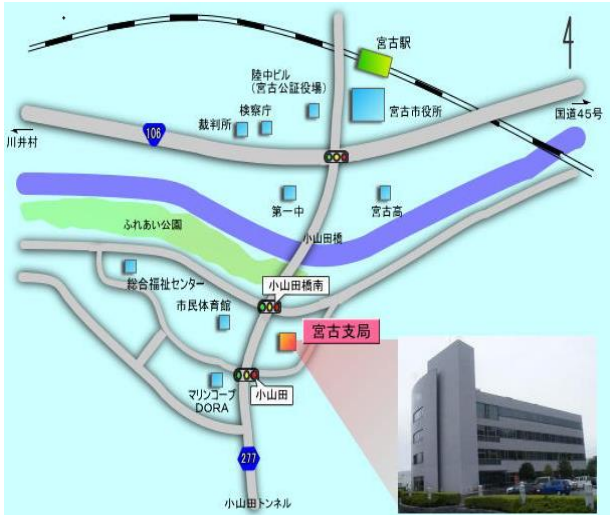 宮古駅
陸中ビル
(宮古公証役場)
宮古市役所
検察庁
裁判所
国道45号
川井村
106
第一中
宮古高
小山田橋
ふれあい公園
総合福祉センター
小山田橋南
市民体育館
宮古支局
マリンコープ
DORA
小山田
277
小山田トンネル